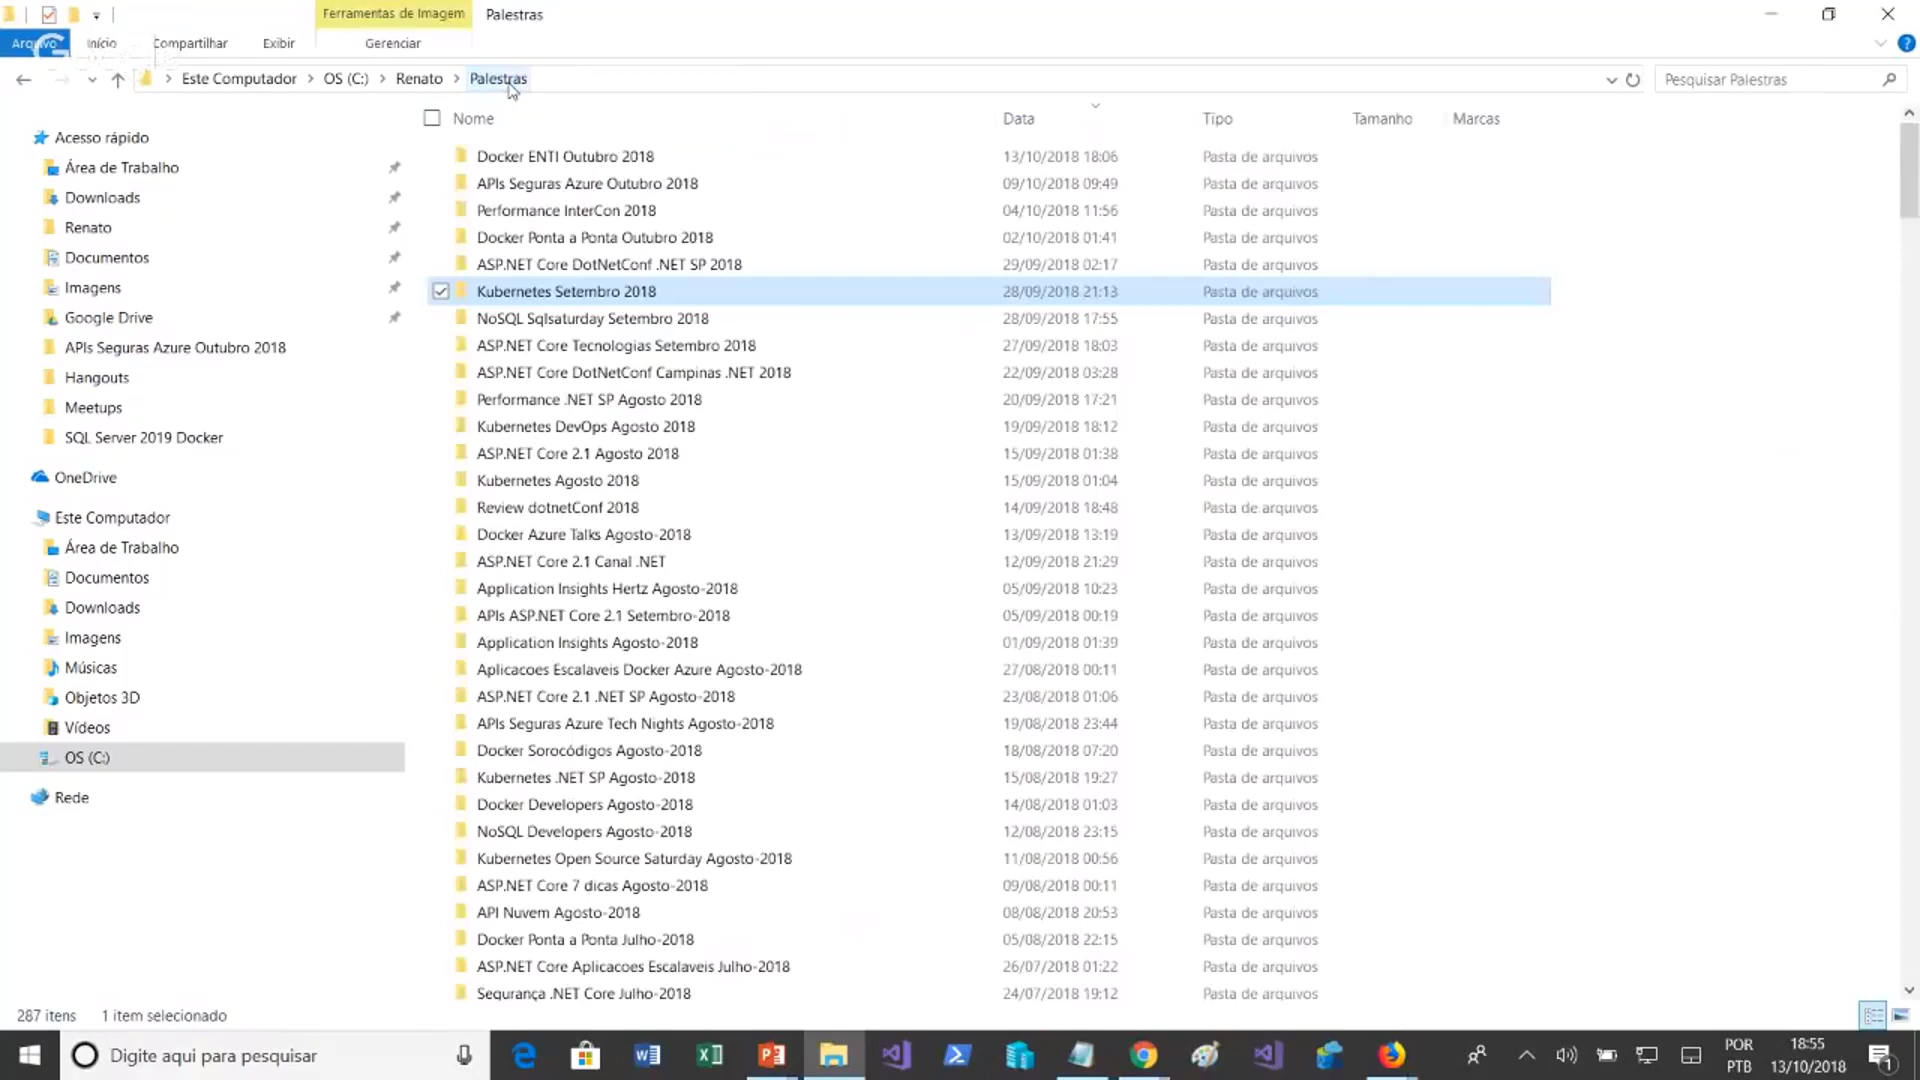 Ferramentas de Imagem
Palestras
Arquivo
Início
Compartilhar
Exibir
Gerenciar
Este Computador
OS (C:)
Renato
Palestras
Pesquisar Palestras
Nome
Data
Tipo
Tamanho
Marcas
Acesso rápido
Área de Trabalho
Downloads
Renato
Documentos
Imagens
Google Drive
APIs Seguras Azure Outubro 2018
Hangouts
Meetups
SQL Server 2019 Docker
OneDrive
Este Computador
Área de Trabalho
Documentos
Downloads
Imagens
Músicas
Objetos 3D
Vídeos
OS (C:)
Rede
Docker ENTI Outubro 2018 13/10/2018 18:06 Pasta de arquivos
APIs Seguras Azure Outubro 2018 09/10/2018 09:49 Pasta de arquivos
Performance InterCon 2018 04/10/2018 11:56 Pasta de arquivos
Docker Ponta a Ponta Outubro 2018 02/10/2018 01:41 Pasta de arquivos
ASP.NET Core DotNetConf .NET SP 2018 29/09/2018 02:17 Pasta de arquivos
Kubernetes Setembro 2018 28/09/2018 21:13 Pasta de arquivos
NoSQL Sqlsaturday Setembro 2018 28/09/2018 17:55 Pasta de arquivos
ASP.NET Core Tecnologias Setembro 2018 27/09/2018 18:03 Pasta de arquivos
ASP.NET Core DotNetConf Campinas .NET 2018 22/09/2018 03:28 Pasta de arquivos
Performance .NET SP Agosto 2018 20/09/2018 17:21 Pasta de arquivos
Kubernetes DevOps Agosto 2018 19/09/2018 18:12 Pasta de arquivos
ASP.NET Core 2.1 Agosto 2018 15/09/2018 01:38 Pasta de arquivos
Kubernetes Agosto 2018 15/09/2018 01:04 Pasta de arquivos
Review dotnetConf 2018 14/09/2018 18:48 Pasta de arquivos
Docker Azure Talks Agosto-2018 13/09/2018 13:19 Pasta de arquivos
ASP.NET Core 2.1 Canal .NET 12/09/2018 21:29 Pasta de arquivos
Application Insights Hertz Agosto-2018 05/09/2018 10:23 Pasta de arquivos
APIs ASP.NET Core 2.1 Setembro-2018 05/09/2018 00:19 Pasta de arquivos
Application Insights Agosto-2018 01/09/2018 01:39 Pasta de arquivos
Aplicacoes Escalaveis Docker Azure Agosto-2018 27/08/2018 00:11 Pasta de arquivos
ASP.NET Core 2.1 .NET SP Agosto-2018 23/08/2018 01:06 Pasta de arquivos
APIs Seguras Azure Tech Nights Agosto-2018 19/08/2018 23:44 Pasta de arquivos
Docker Sorocódigos Agosto-2018 18/08/2018 07:20 Pasta de arquivos
Kubernetes .NET SP Agosto-2018 15/08/2018 19:27 Pasta de arquivos
Docker Developers Agosto-2018 14/08/2018 01:03 Pasta de arquivos
NoSQL Developers Agosto-2018 12/08/2018 23:15 Pasta de arquivos
Kubernetes Open Source Saturday Agosto-2018 11/08/2018 00:56 Pasta de arquivos
ASP.NET Core 7 dicas Agosto-2018 09/08/2018 00:11 Pasta de arquivos
API Nuvem Agosto-2018 08/08/2018 20:53 Pasta de arquivos
Docker Ponta a Ponta Julho-2018 05/08/2018 22:15 Pasta de arquivos
ASP.NET Core Aplicacoes Escalaveis Julho-2018 26/07/2018 01:22 Pasta de arquivos
Segurança .NET Core Julho-2018 24/07/2018 19:12 Pasta de arquivos
287 itens 1 item selecionado
Digite aqui para pesquisar
POR
PTB
18:55
13/10/2018
1